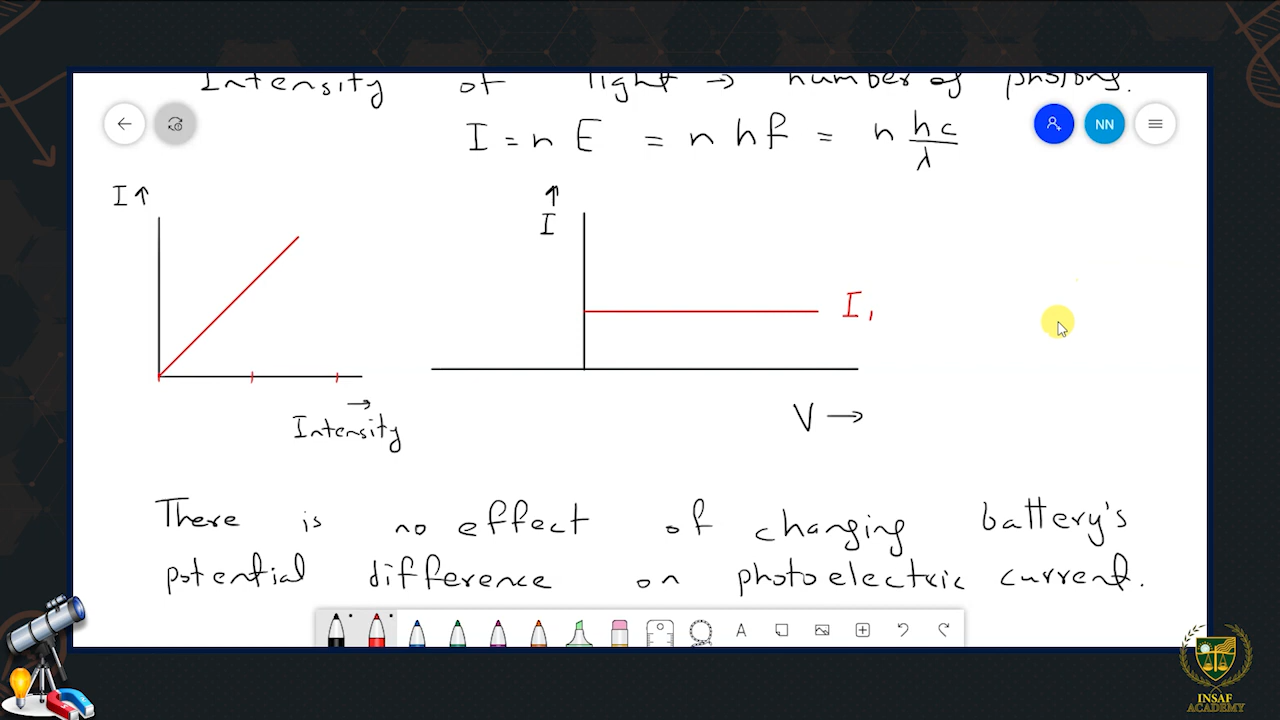 Intensity of light → number of photons.
I = n E = n h f = n hc/λ
NN
I ↑
↑
I
I₁
→
Intensity
V →
There is no effect of changing battery's
potential difference on photoelectric current.
A
INSAF
ACADEMY